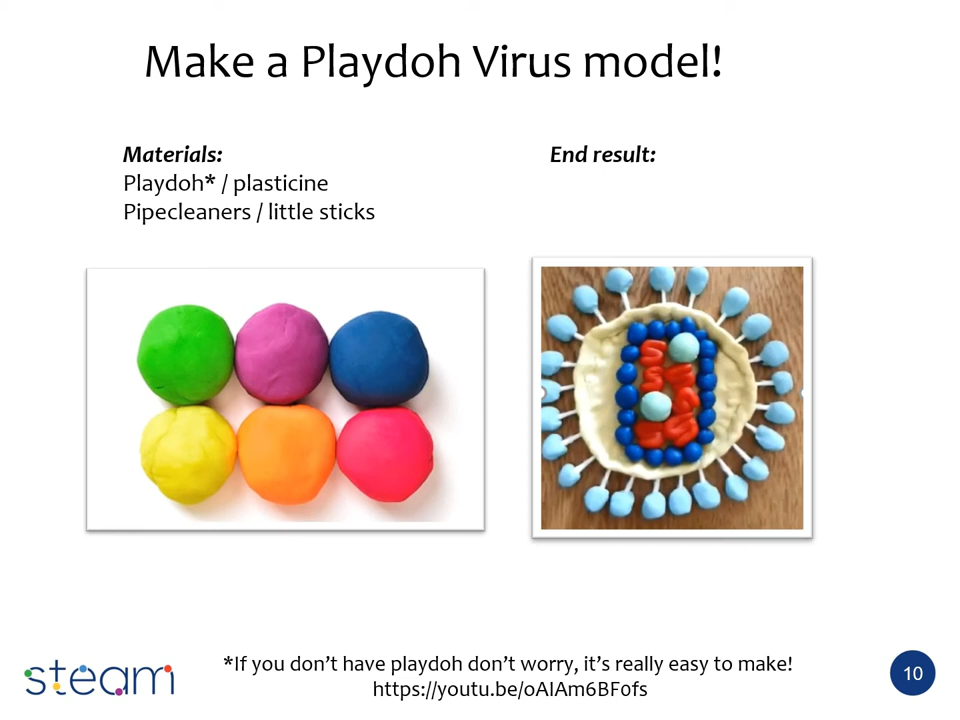 Make a Playdoh Virus model!
Materials:
Playdoh* / plasticine
Pipecleaners / little sticks
End result:
*If you don’t have playdoh don’t worry, it’s really easy to make!
https://youtu.be/oAIAm6BF0fs
steam
10